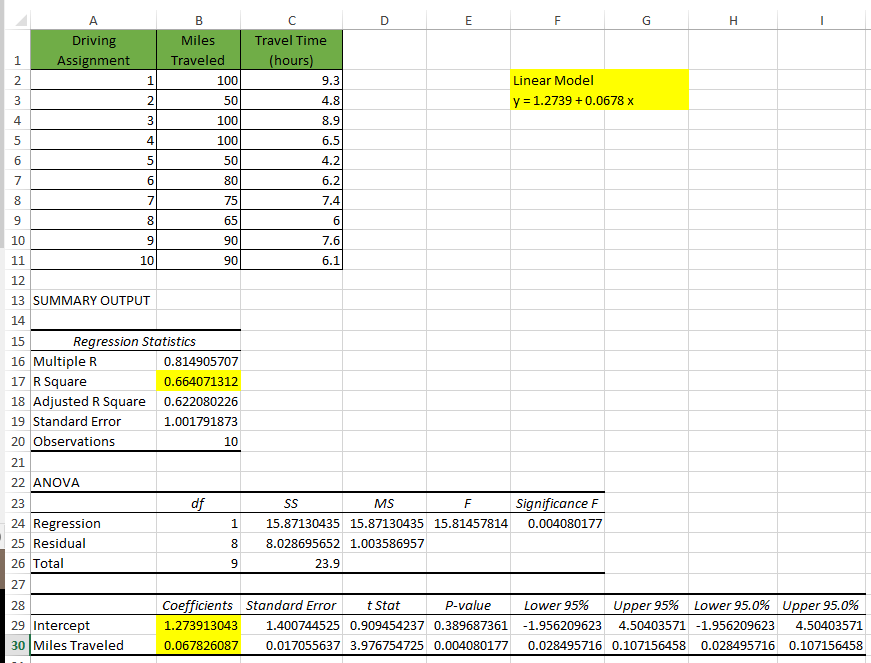 A B C D E F G H I
1 Driving Assignment Miles Traveled Travel Time (hours)
2 1 100 9.3 Linear Model
3 2 50 4.8 y = 1.2739 + 0.0678 x
4 3 100 8.9
5 4 100 6.5
6 5 50 4.2
7 6 80 6.2
8 7 75 7.4
9 8 65 6
10 9 90 7.6
11 10 90 6.1
12
13 SUMMARY OUTPUT
14
15 Regression Statistics
16 Multiple R 0.814905707
17 R Square 0.664071312
18 Adjusted R Square 0.622080226
19 Standard Error 1.001791873
20 Observations 10
21
22 ANOVA
23 df SS MS F Significance F
24 Regression 1 15.87130435 15.87130435 15.81457814 0.004080177
25 Residual 8 8.028695652 1.003586957
26 Total 9 23.9
27
28 Coefficients Standard Error t Stat P-value Lower 95% Upper 95% Lower 95.0% Upper 95.0%
29 Intercept 1.273913043 1.400744525 0.909454237 0.389687361 -1.956209623 4.50403571 -1.956209623 4.50403571
30 Miles Traveled 0.067826087 0.017055637 3.976754725 0.004080177 0.028495716 0.107156458 0.028495716 0.107156458